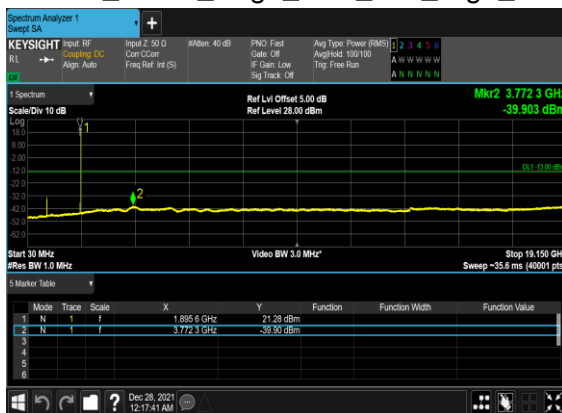 Spectrum Analyzer 1
Swept SA
KEYSIGHT
RL
Input: RF
Coupling: DC
Align: Auto
Input Z: 50 Ω
Corr CCorr
Freq Ref: Int (S)
#Atten: 40 dB
PNO: Fast
Gate: Off
IF Gain: Low
Sig Track: Off
Avg Type: Power (RMS)
Avg|Hold: 100/100
Trig: Free Run
1 2 3 4 5 6
A W W W W W
A N N N N N
1 Spectrum
Scale/Div 10 dB
Ref Lvl Offset 5.00 dB
Ref Level 28.00 dBm
Mkr2 3.772 3 GHz
-39.903 dBm
Log
18.0
8.00
-2.00
-12.0
-22.0
-32.0
-42.0
-52.0
-62.0
1
2
DL1 -13.00 dB
Start 30 MHz
#Res BW 1.0 MHz
Video BW 3.0 MHz*
Stop 19.150 GH
Sweep ~35.6 ms (40001 pts
5 Marker Table
Mode Trace Scale X Y Function Function Width Function Value
1 N 1 f 1.895 6 GHz 21.28 dBm
2 N 1 f 3.772 3 GHz -39.90 dBm
3
4
5
6
?
Dec 28, 2021
12:17:41 AM